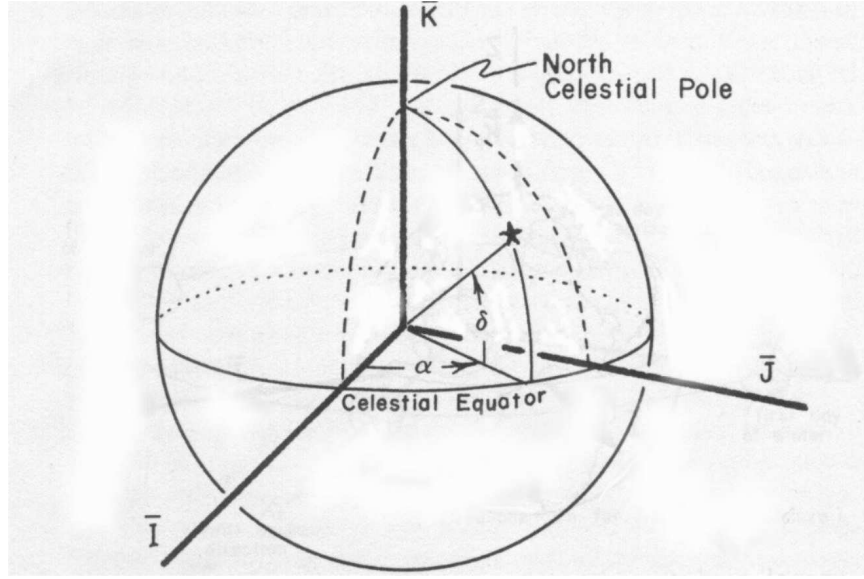 K̅
North
Celestial Pole
δ
α
J̅
Celestial Equator
I̅